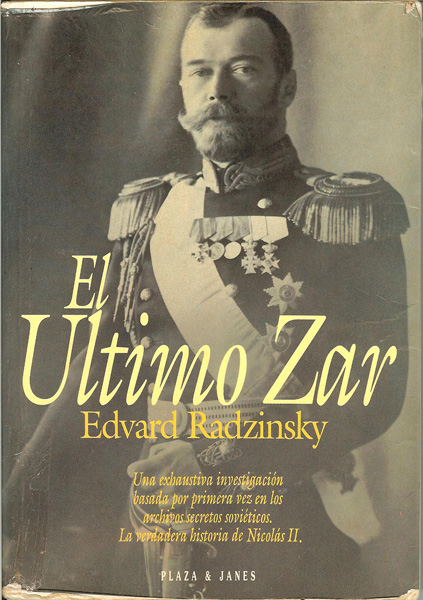 El
Ultimo Zar
Edvard Radzinsky
Una exhaustiva investigación
basada por primera vez en los
archivos secretos soviéticos.
La verdadera historia de Nicolás II.
PLAZA & JANES